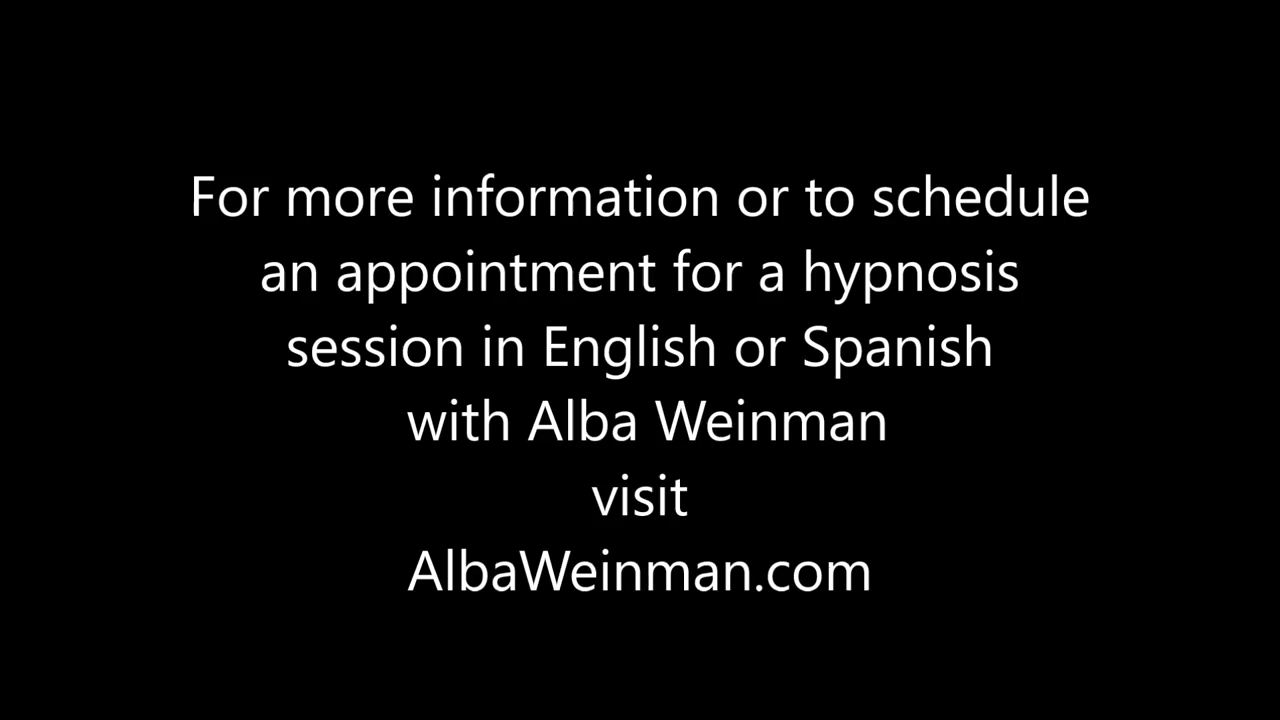 For more information or to schedule
an appointment for a hypnosis
session in English or Spanish
with Alba Weinman
visit
AlbaWeinman.com